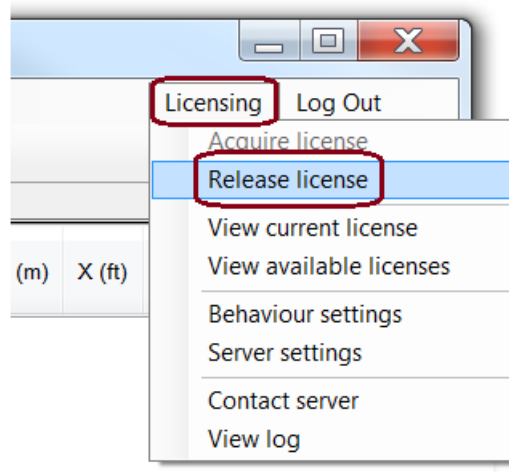 Licensing Log Out
Acquire license
Release license
View current license
(m) X (ft)
View available licenses
Behaviour settings
Server settings
Contact server
View log